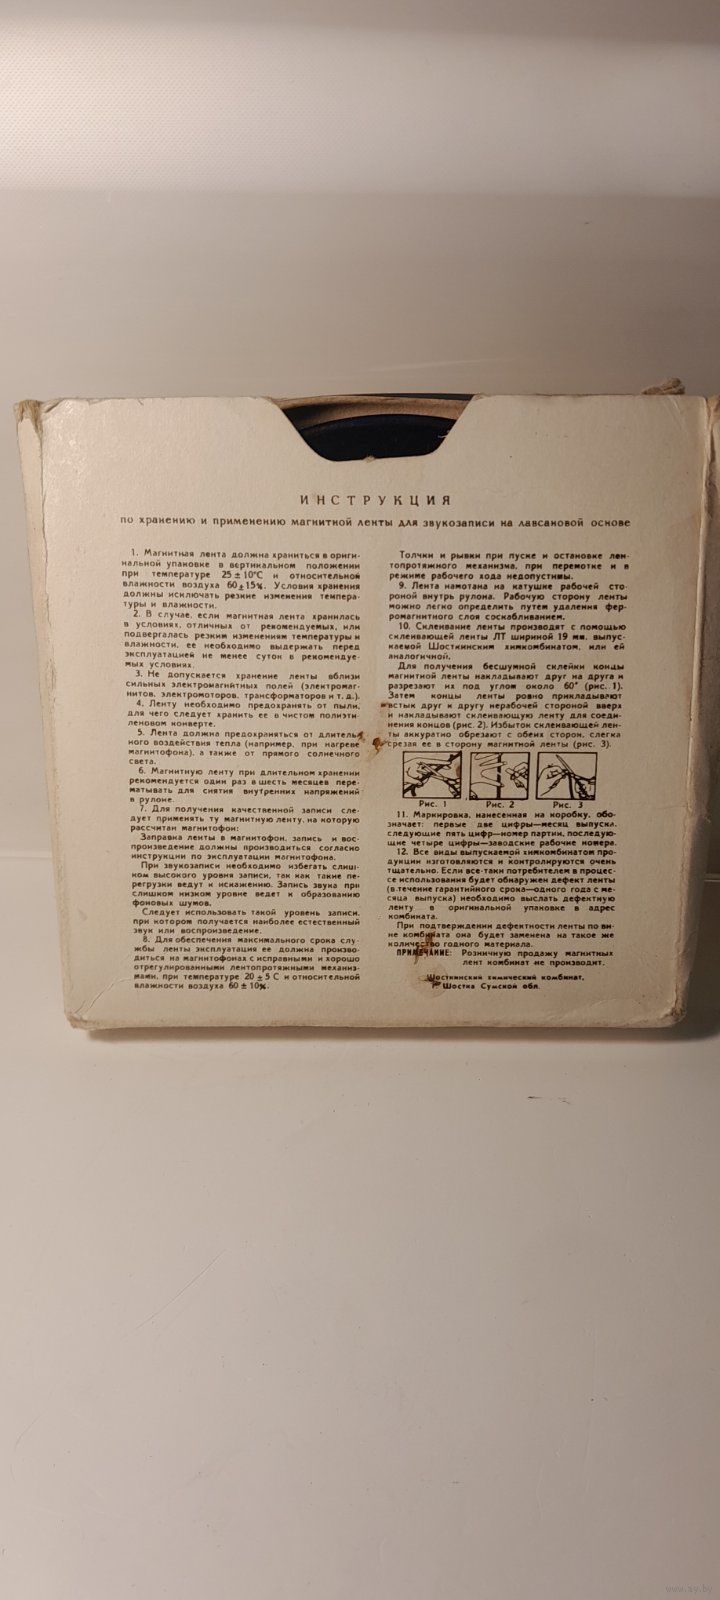 ИНСТРУКЦИЯ
по хранению и применению магнитной ленты для звукозаписи на лавсановой основе
1. Магнитная лента должна храниться в ориги-
нальной упаковке в вертикальном положении
при температуре 25±10°С и относительной
влажности воздуха 60±15%. Условия хранения
должны исключать резкие изменения темпера-
туры и влажности.
2. В случае, если магнитная лента хранилась
в условиях, отличных от рекомендуемых, или
подвергалась резким изменениям температуры и
влажности, ее необходимо выдержать перед
эксплуатацией не менее суток в рекомендуе-
мых условиях.
3. Не допускается хранение ленты вблизи
сильных электромагнитных полей (электромаг-
нитов, электромоторов, трансформаторов и т. д.).
4. Ленту необходимо предохранять от пыли,
для чего следует хранить ее в чистом полиэти-
леновом конверте.
5. Лента должна предохраняться от длитель-
ного воздействия тепла (например, при нагреве
магнитофона), а также от прямого солнечного
света.
6. Магнитную ленту при длительном хранении
рекомендуется один раз в шесть месяцев пере-
матывать для снятия внутренних напряжений
в рулоне.
7. Для получения качественной записи сле-
дует применять ту магнитную ленту, на которую
рассчитан магнитофон:
Заправка ленты в магнитофон, запись и вос-
произведение должны производиться согласно
инструкции по эксплуатации магнитофона.
При звукозаписи необходимо избегать слиш-
ком высокого уровня записи, так как такие пе-
регрузки ведут к искажению. Запись звука при
слишком низком уровне ведет к образованию
фоновых шумов.
Следует использовать такой уровень записи,
при котором получается наиболее естественный
звук или воспроизведение.
8. Для обеспечения максимального срока слу-
жбы ленты эксплуатация ее должна произво-
диться на магнитофонах с исправными и хорошо
отрегулированными лентопротяжными механиз-
мами, при температуре 20±5 С и относительной
влажности воздуха 60±10%.
Толчки и рывки при пуске и остановке лен-
топротяжного механизма, при перемотке и в
режиме рабочего хода недопустимы.
9. Лента намотана на катушке рабочей сто-
роной внутрь рулона. Рабочую сторону ленты
можно легко определить путем удаления фер-
ромагнитного слоя соскабливанием.
10. Склеивание ленты производят с помощью
склеивающей ленты ЛТ шириной 19 мм, выпус-
каемой Шосткинским химкомбинатом, или ей
аналогичной.
Для получения бесшумной склейки концы
магнитной ленты накладывают друг на друга и
разрезают их под углом около 60° (рис. 1).
Затем концы ленты ровно прикладывают
встык друг к другу нерабочей стороной вверх
и накладывают склеивающую ленту для соеди-
нения концов (рис. 2). Избыток склеивающей лен-
ты аккуратно обрезают с обеих сторон, слегка
срезая ее в сторону магнитной ленты (рис. 3).
Рис. 1 Рис. 2 Рис. 3
11. Маркировка, нанесенная на коробку, обо-
значает: первые две цифры—месяц выпуска,
следующие пять цифр—номер партии, последую-
щие четыре цифры—заводские рабочие номера.
12. Все виды выпускаемой химкомбинатом про-
дукции изготовляются и контролируются очень
тщательно. Если все-таки потребителем в процес-
се использования будет обнаружен дефект ленты
(в течение гарантийного срока—одного года с ме-
сяца выпуска) необходимо выслать дефектную
ленту в оригинальной упаковке в адрес
комбината.
При подтверждении дефектности ленты по ви-
не комбината она будет заменена на такое же
количество годного материала.
ПРИМЕЧАНИЕ: Розничную продажу магнитных
лент комбинат не производит.
Шосткинский химический комбинат,
г. Шостка Сумской обл.
www.ay.by